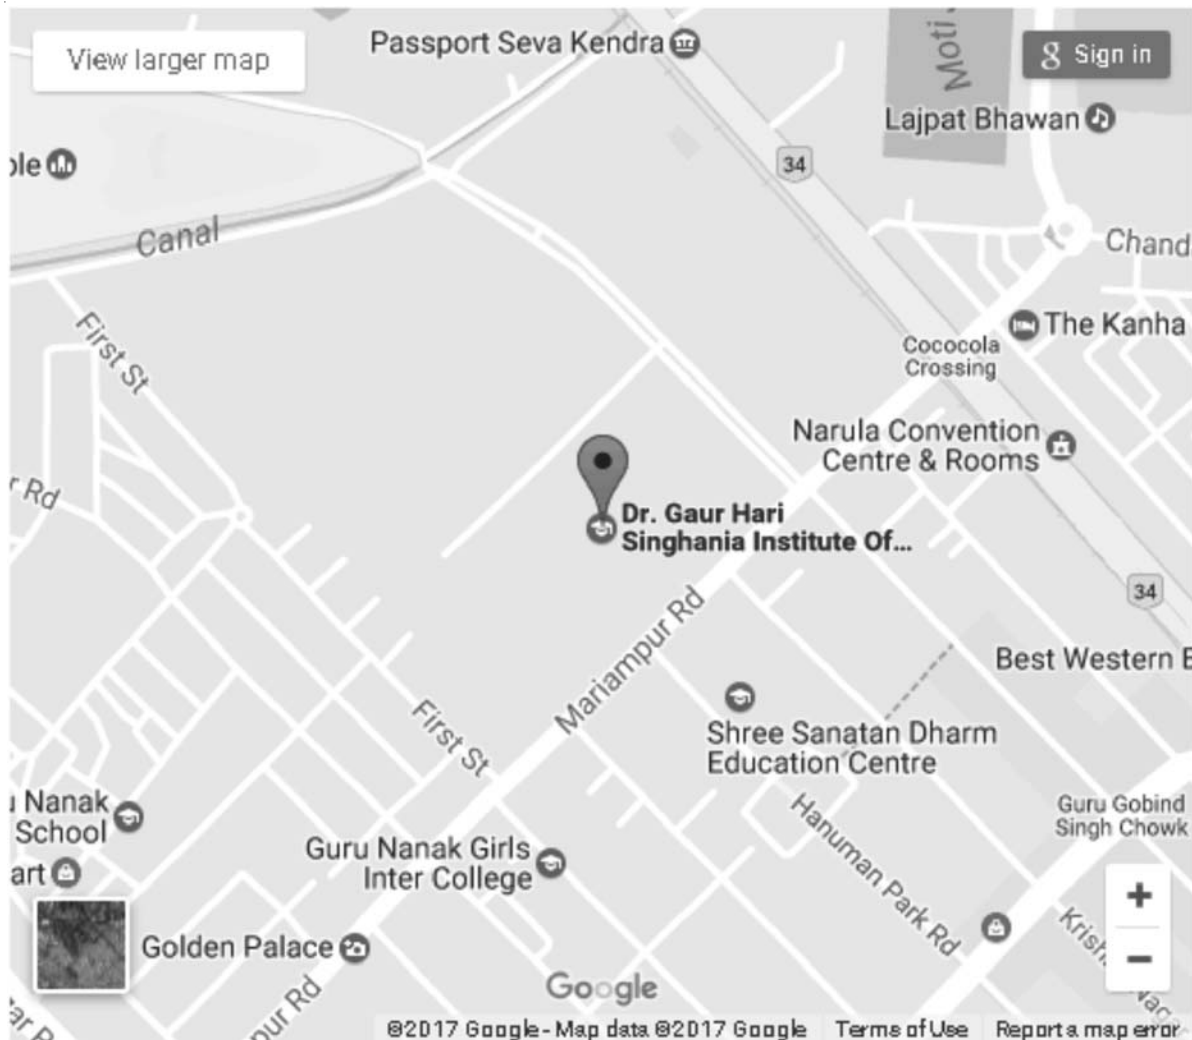 View larger map
Passport Seva Kendra
Moti
Sign in
Lajpat Bhawan
34
Canal
First St
The Kanha
Cococola
Crossing
Narula Convention
Centre & Rooms
Rd
Dr. Gaur Hari
Singhania Institute Of...
34
Mariampur Rd
Best Western
First St
Shree Sanatan Dharm
Education Centre
Nanak
School
Guru Gobind
Singh Chowk
Hanuman Park Rd
Guru Nanak Girls
Inter College
+
Golden Palace
−
Google
Rd
©2017 Google - Map data ©2017 Google
Terms of Use
Report a map error